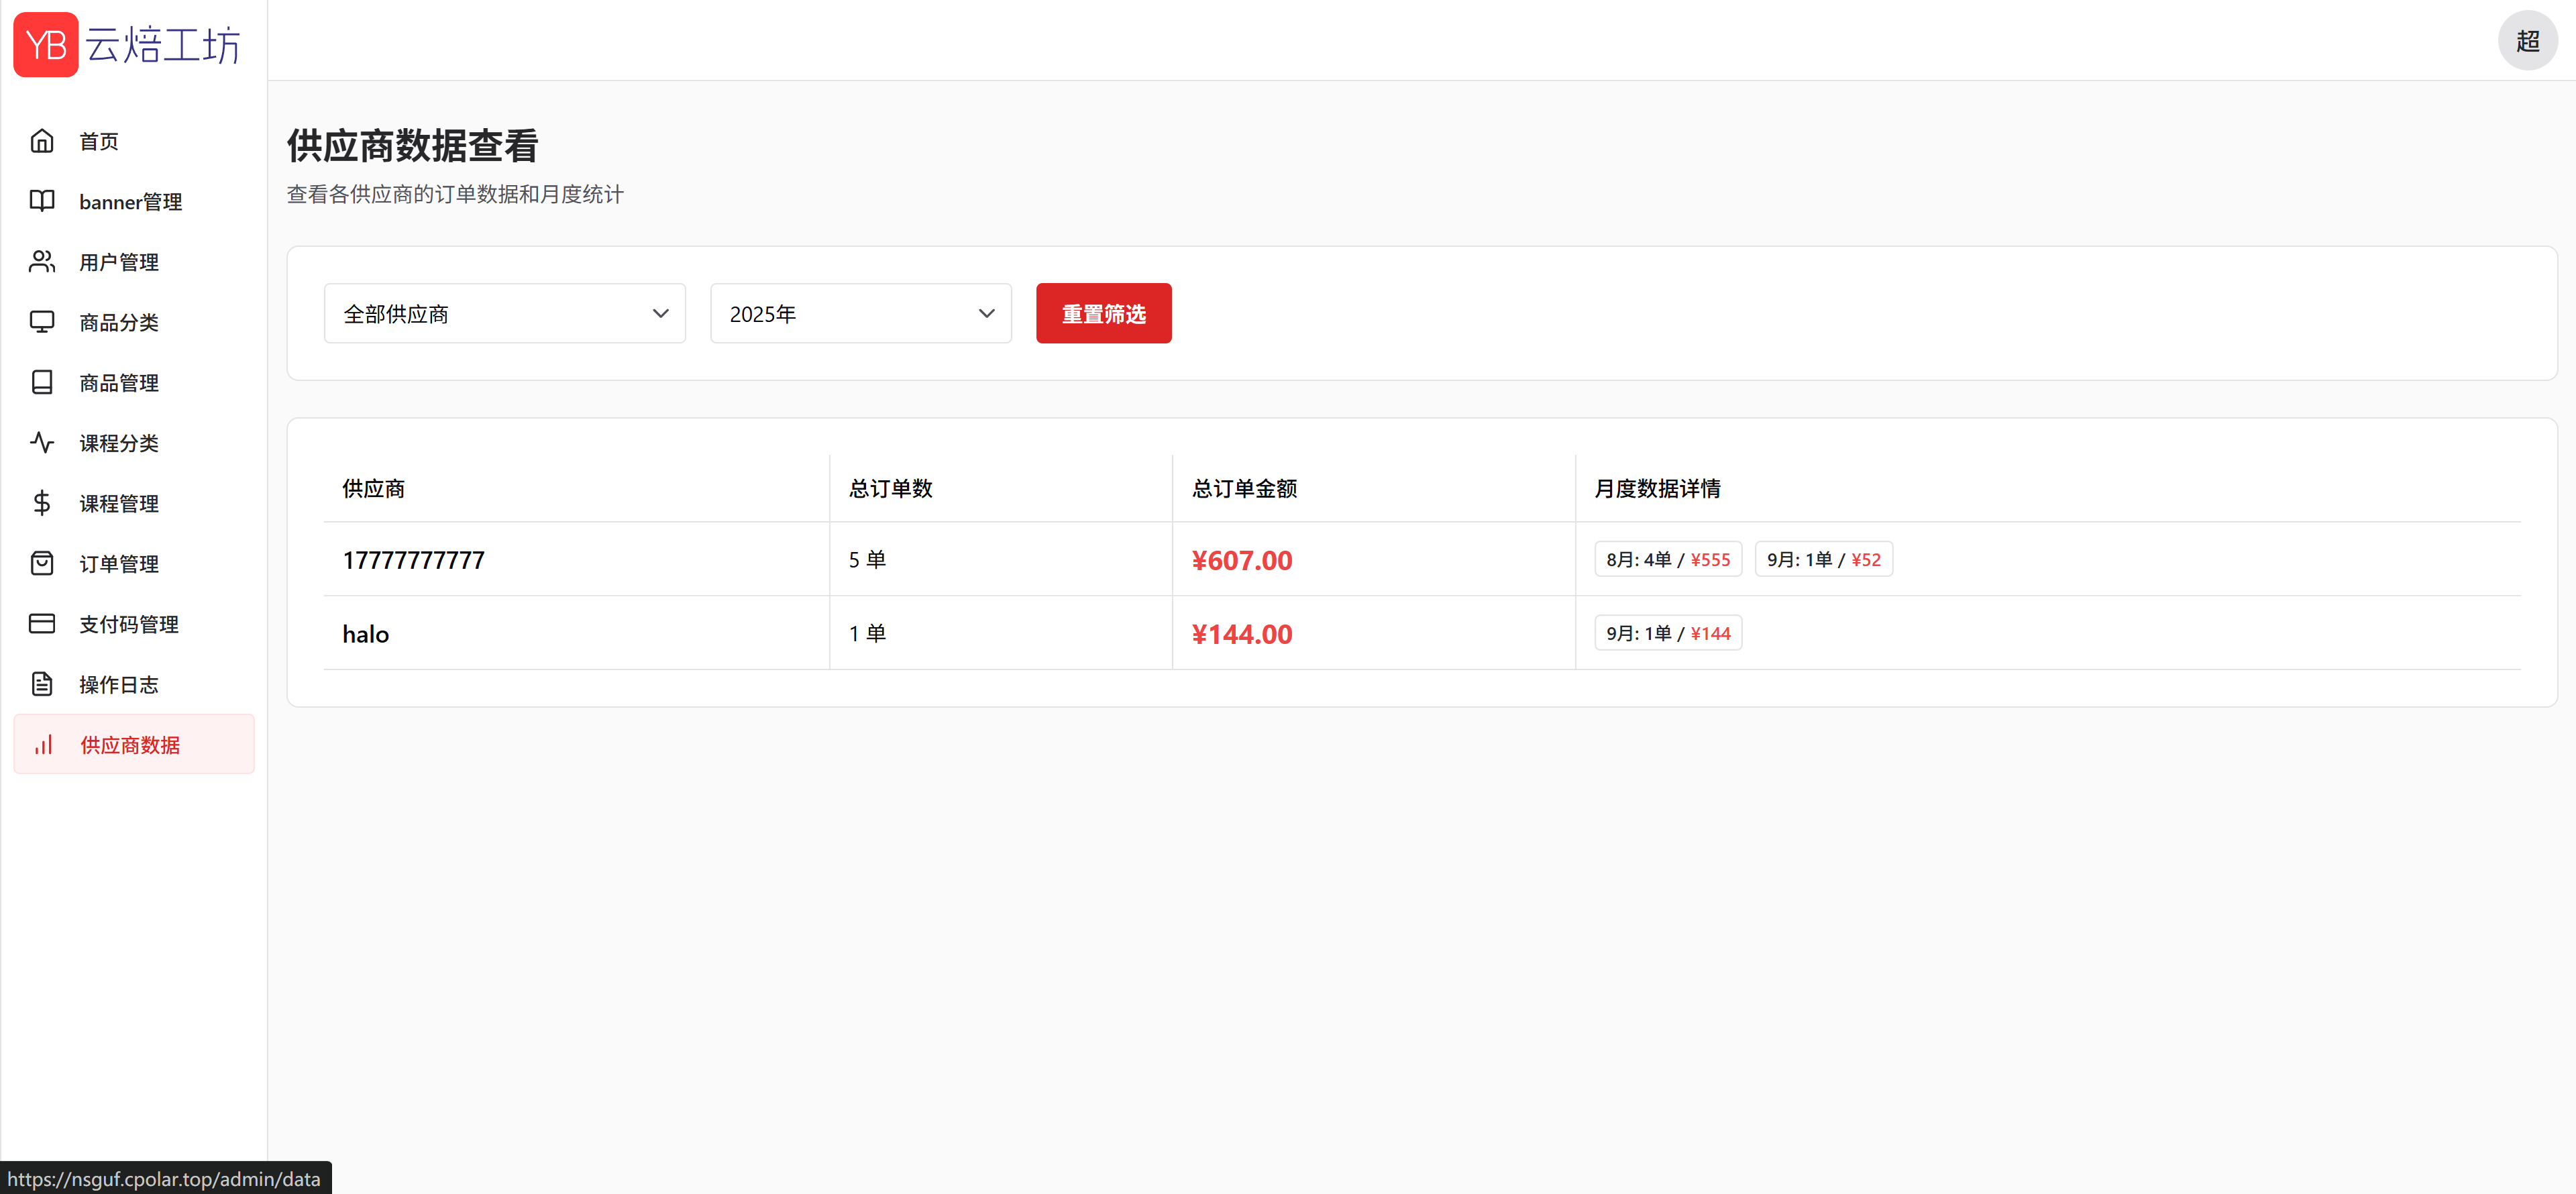 YB 云焙工坊
超
首页
banner管理
用户管理
商品分类
商品管理
课程分类
课程管理
订单管理
支付码管理
操作日志
供应商数据
供应商数据查看
查看各供应商的订单数据和月度统计
全部供应商 2025年 重置筛选
供应商 总订单数 总订单金额 月度数据详情
17777777777 5 单 ¥607.00 8月: 4单 / ¥555 9月: 1单 / ¥52
halo 1 单 ¥144.00 9月: 1单 / ¥144
https://nsguf.cpolar.top/admin/data